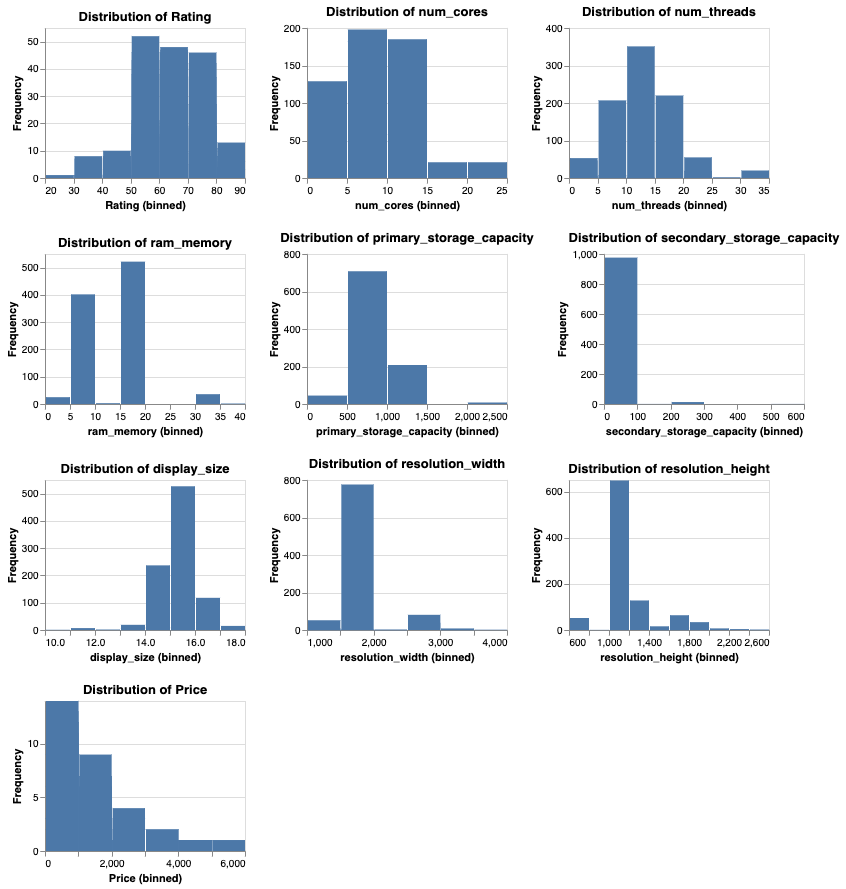 Distribution of Rating
Frequency
50
40
30
20
10
0
20 30 40 50 60 70 80 90
Rating (binned)
Distribution of num_cores
Frequency
200
150
100
50
0
0 5 10 15 20 25
num_cores (binned)
Distribution of num_threads
Frequency
400
300
200
100
0
0 5 10 15 20 25 30 35
num_threads (binned)
Distribution of ram_memory
Frequency
500
400
300
200
100
0
0 5 10 15 20 25 30 35 40
ram_memory (binned)
Distribution of primary_storage_capacity
Frequency
800
600
400
200
0
0 500 1,000 1,500 2,000 2,500
primary_storage_capacity (binned)
Distribution of secondary_storage_capacity
Frequency
1,000
800
600
400
200
0
0 100 200 300 400 500 600
secondary_storage_capacity (binned)
Distribution of display_size
Frequency
500
400
300
200
100
0
10.0 12.0 14.0 16.0 18.0
display_size (binned)
Distribution of resolution_width
Frequency
800
600
400
200
0
1,000 2,000 3,000 4,000
resolution_width (binned)
Distribution of resolution_height
Frequency
600
400
200
0
600 1,000 1,400 1,800 2,200 2,600
resolution_height (binned)
Distribution of Price
Frequency
10
5
0
0 2,000 4,000 6,000
Price (binned)